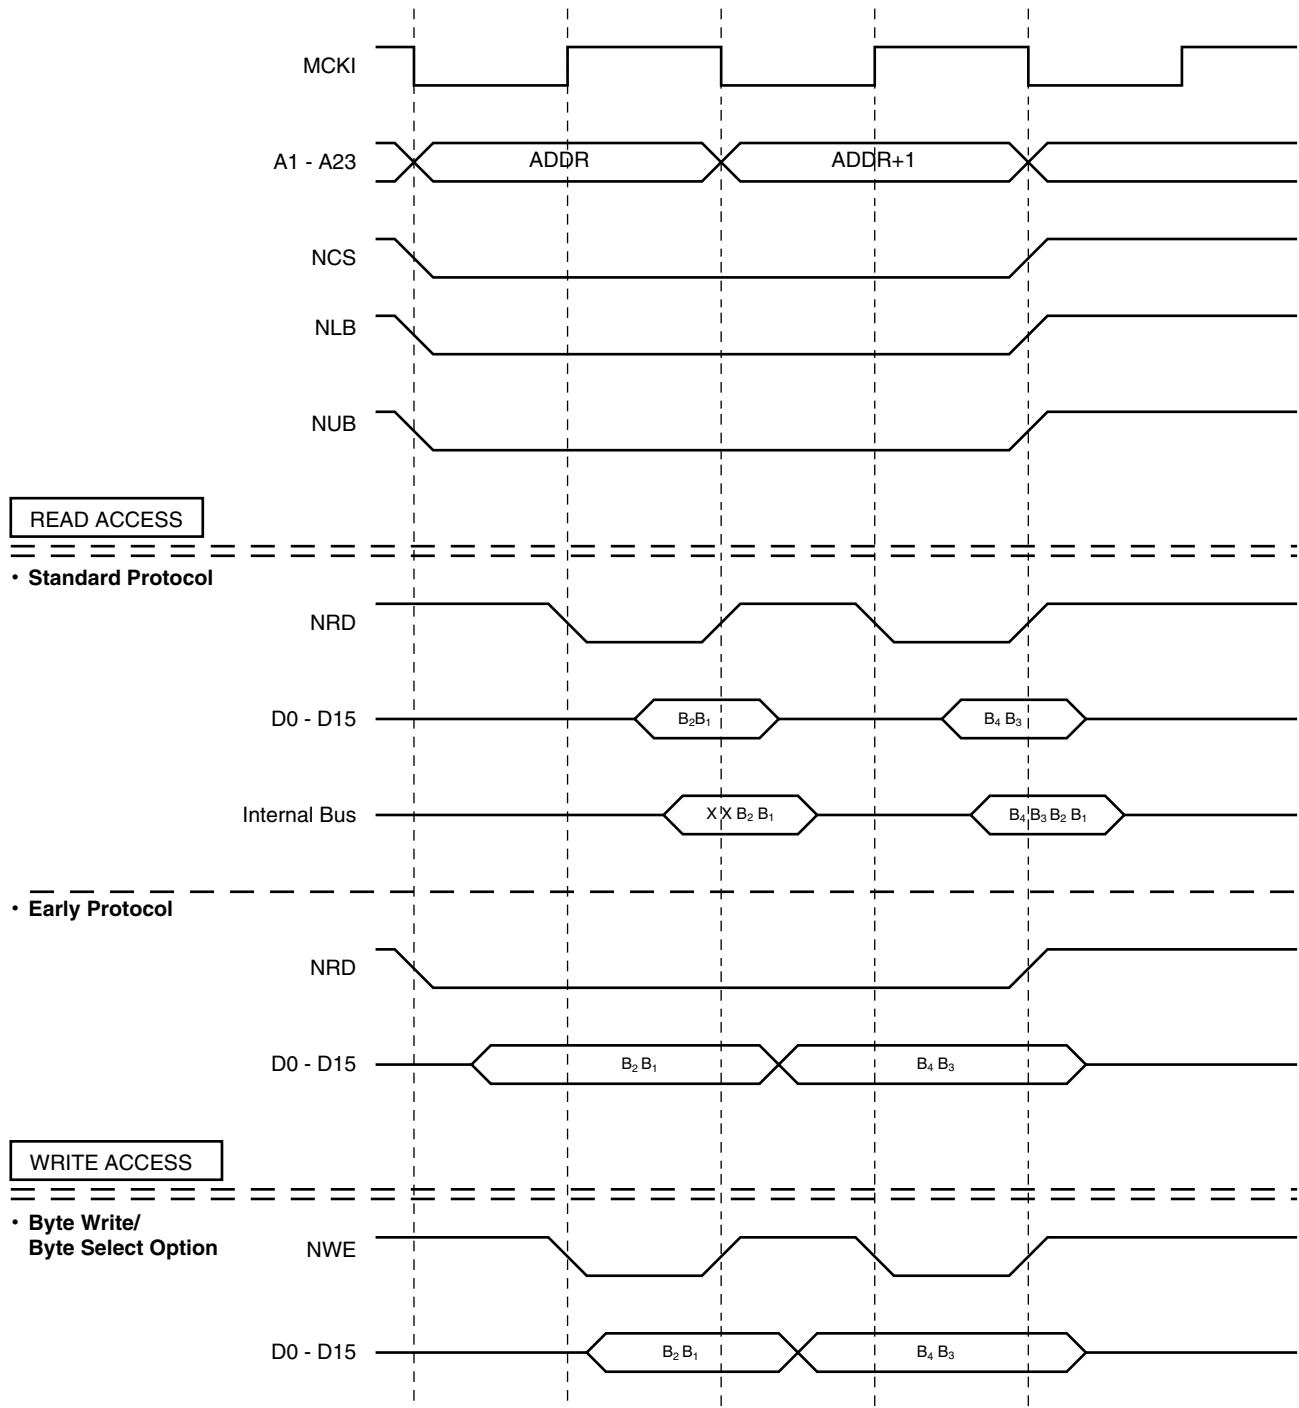 MCKI
A1 - A23 ADDR ADDR+1
NCS
NLB
NUB
READ ACCESS
• Standard Protocol
NRD
D0 - D15 B₂B₁ B₄ B₃
Internal Bus X X B₂ B₁ B₄ B₃ B₂ B₁
• Early Protocol
NRD
D0 - D15 B₂ B₁ B₄ B₃
WRITE ACCESS
• Byte Write/
Byte Select Option NWE
D0 - D15 B₂ B₁ B₄ B₃